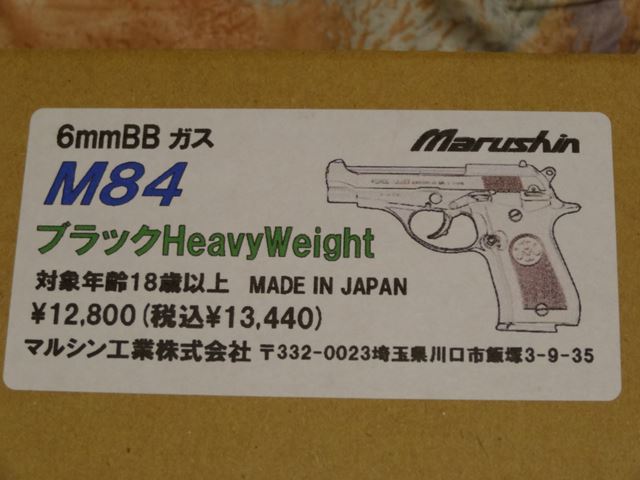 6mmBB ガス
Marushin
M84
ブラックHeavyWeight
対象年齢18歳以上 MADE IN JAPAN
¥12,800(税込¥13,440)
マルシン工業株式会社 〒332-0023埼玉県川口市飯塚3-9-35